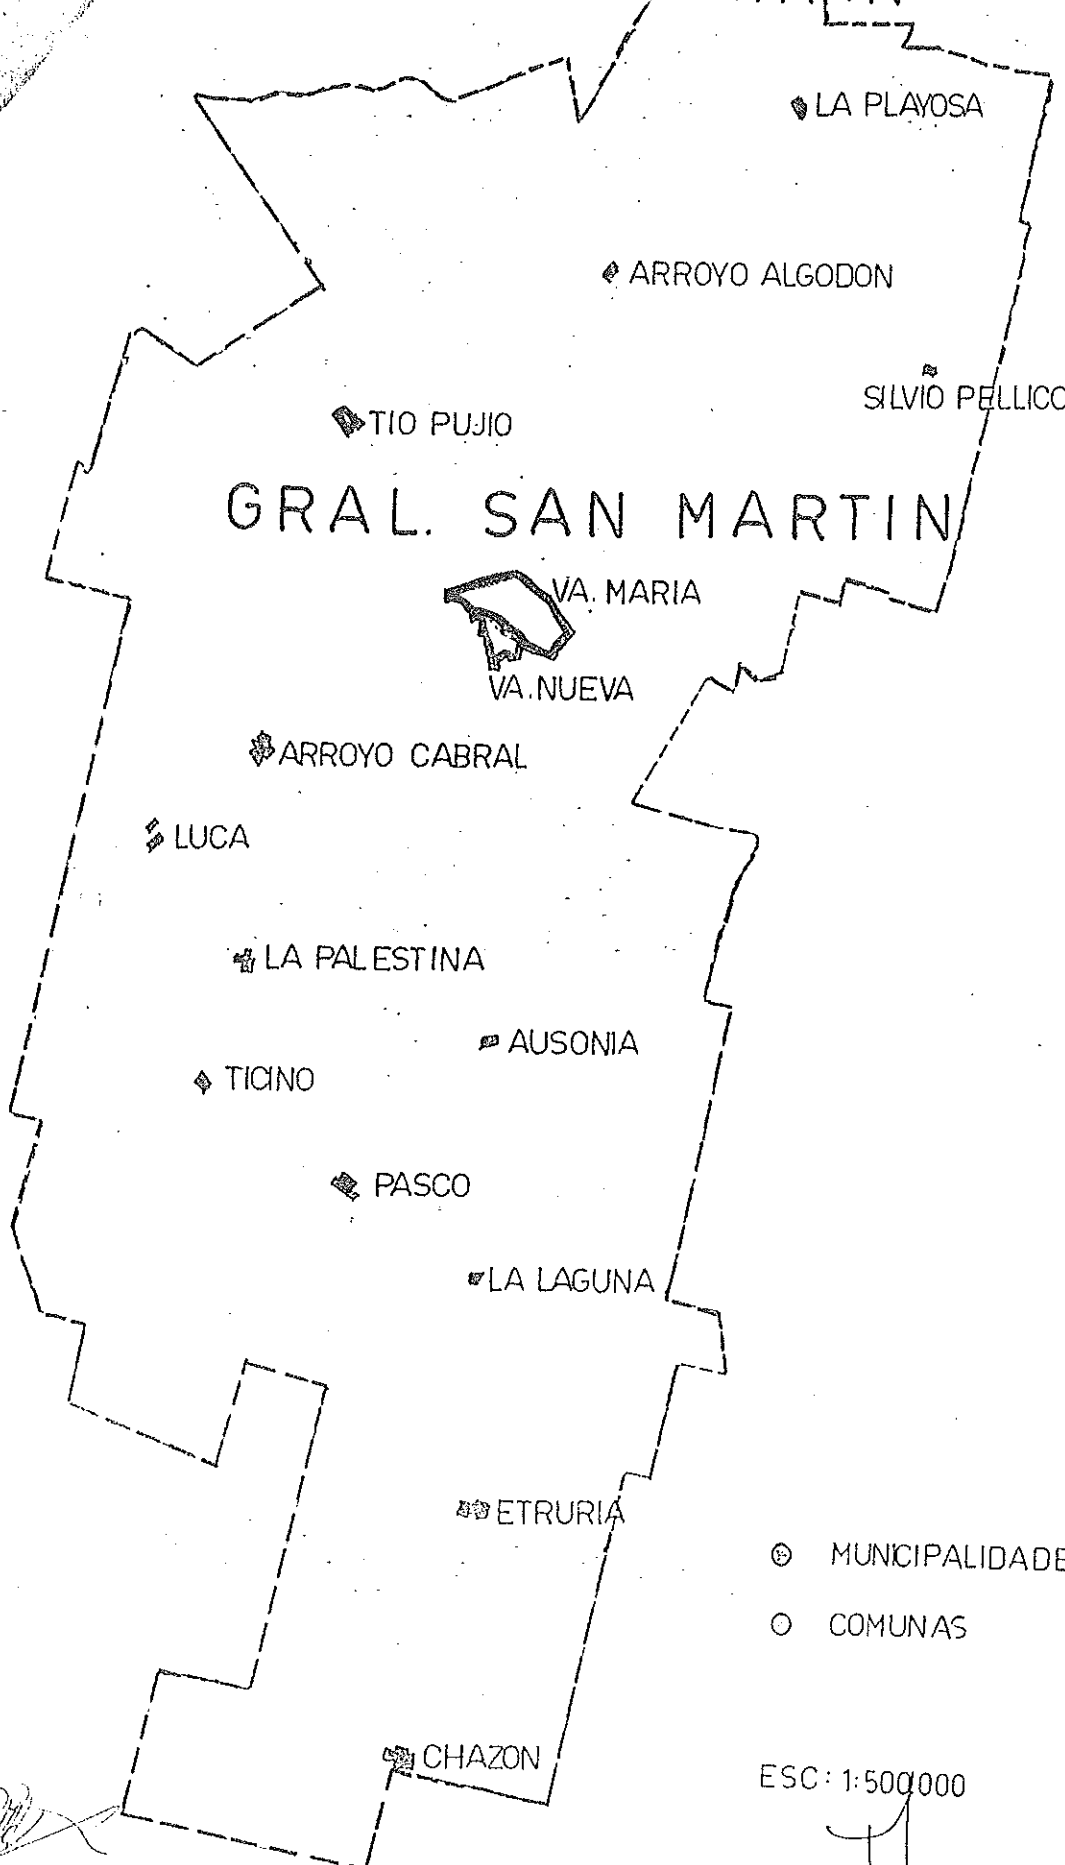 LA PLAYOSA
ARROYO ALGODON
SILVIO PELLICO
TIO PUJIO
GRAL. SAN MARTIN
VA. MARIA
VA. NUEVA
ARROYO CABRAL
LUCA
LA PALESTINA
AUSONIA
TICINO
PASCO
LA LAGUNA
ETRURIA
MUNICIPALIDADE
COMUNAS
CHAZON
ESC: 1:500000